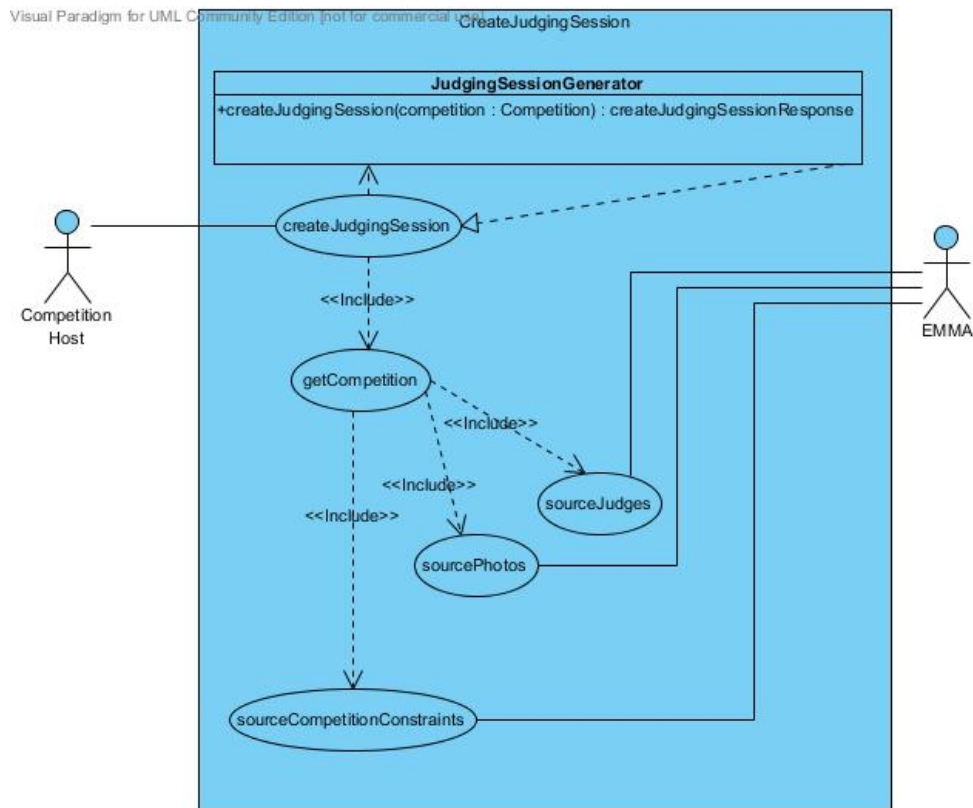 Visual Paradigm for UML Community Edition [not for commercial use]
CreateJudgingSession
JudgingSessionGenerator
+createJudgingSession(competition : Competition) : createJudgingSessionResponse
createJudgingSession
<<Include>>
Competition
Host
EMMA
getCompetition
<<Include>>
sourceJudges
<<Include>>
<<Include>>
sourcePhotos
sourceCompetitionConstraints